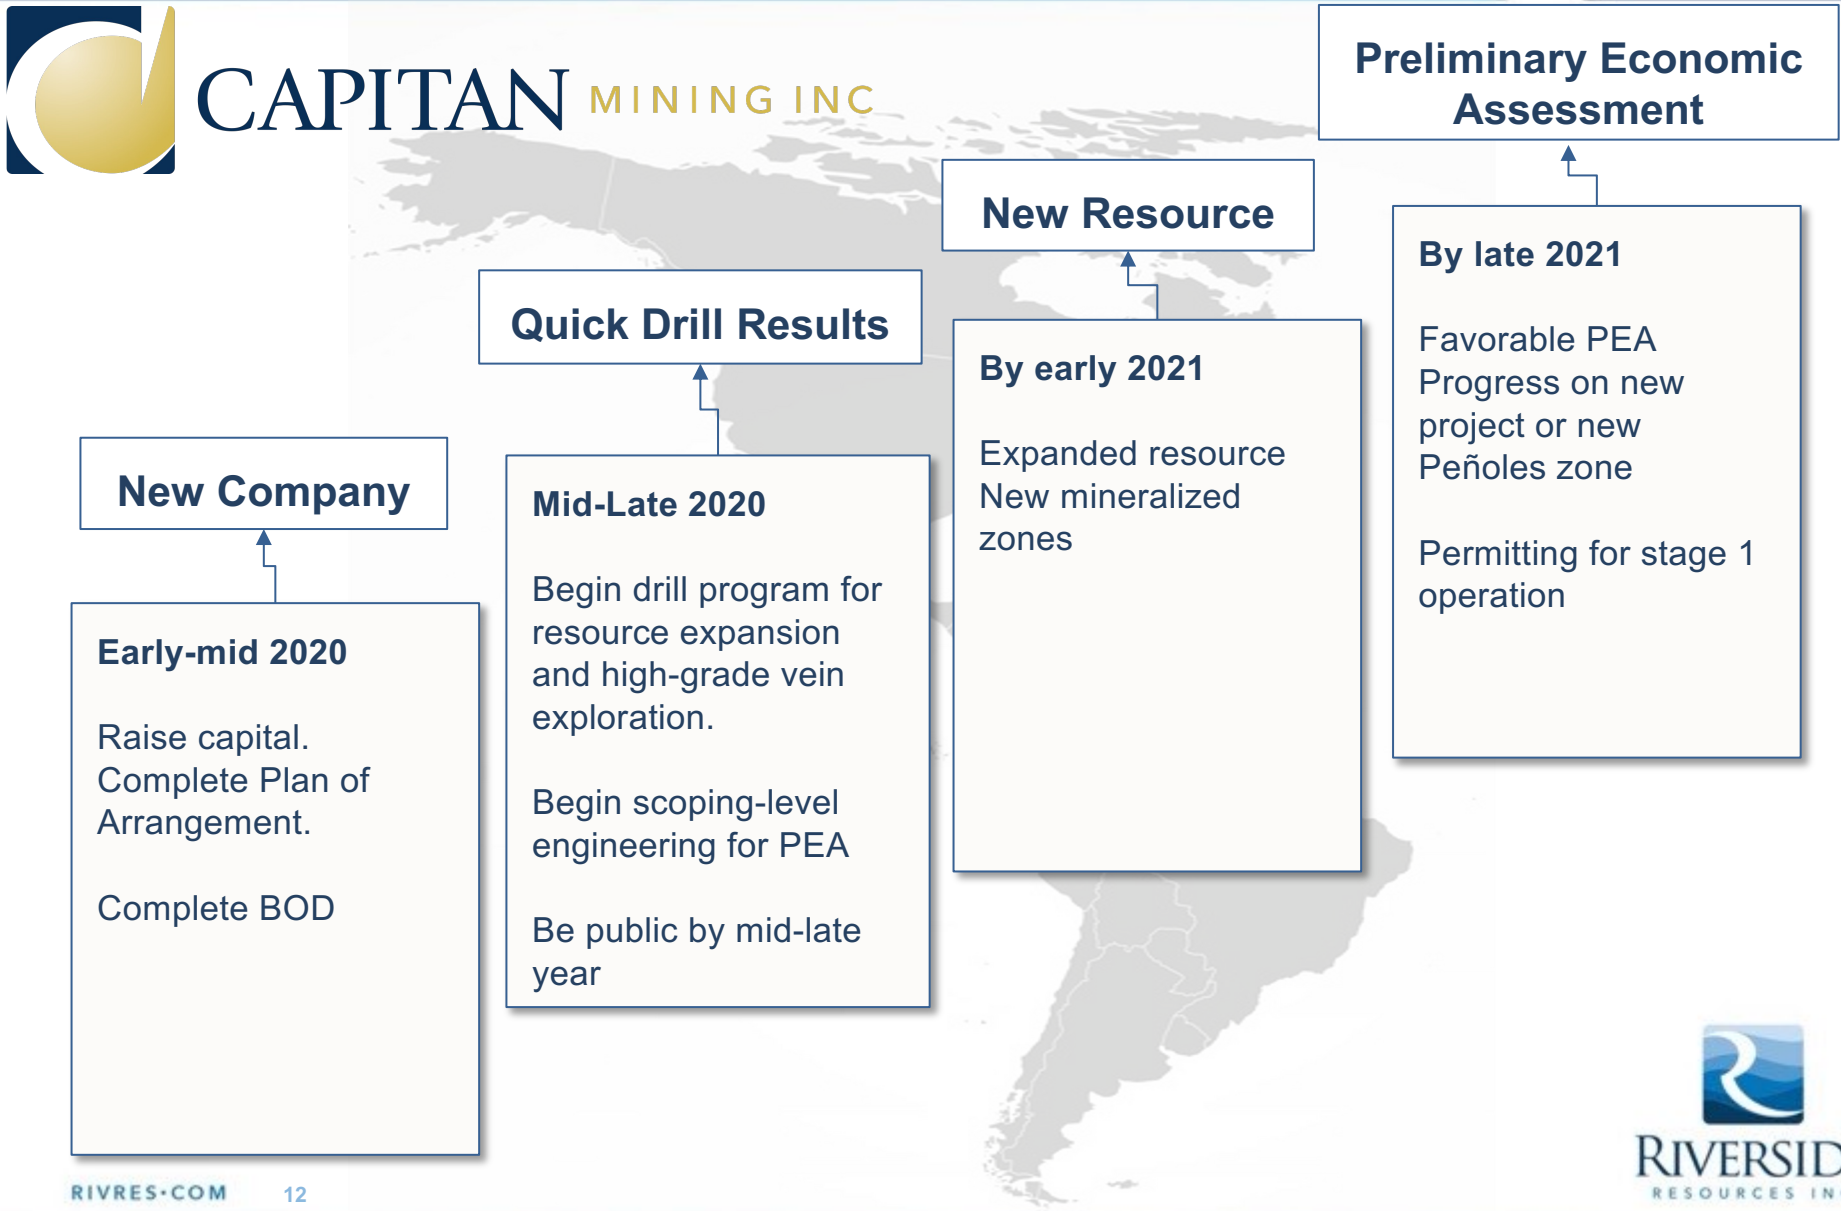 CAPITAN MINING INC
New Company
Early-mid 2020
Raise capital.
Complete Plan of
Arrangement.
Complete BOD
Quick Drill Results
Mid-Late 2020
Begin drill program for
resource expansion
and high-grade vein
exploration.
Begin scoping-level
engineering for PEA
Be public by mid-late
year
New Resource
By early 2021
Expanded resource
New mineralized
zones
Preliminary Economic
Assessment
By late 2021
Favorable PEA
Progress on new
project or new
Peñoles zone
Permitting for stage 1
operation
RIVRES·COM 12
RIVERSID
RESOURCES IN